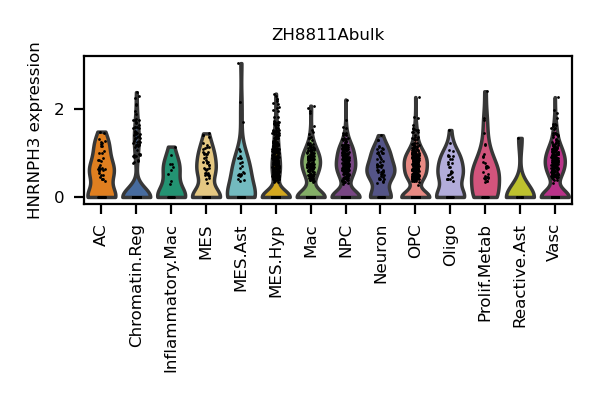 ZH8811Abulk
HNRNPH3 expression
2
0
AC
Chromatin.Reg
Inflammatory.Mac
MES
MES.Ast
MES.Hyp
Mac
NPC
Neuron
OPC
Oligo
Prolif.Metab
Reactive.Ast
Vasc